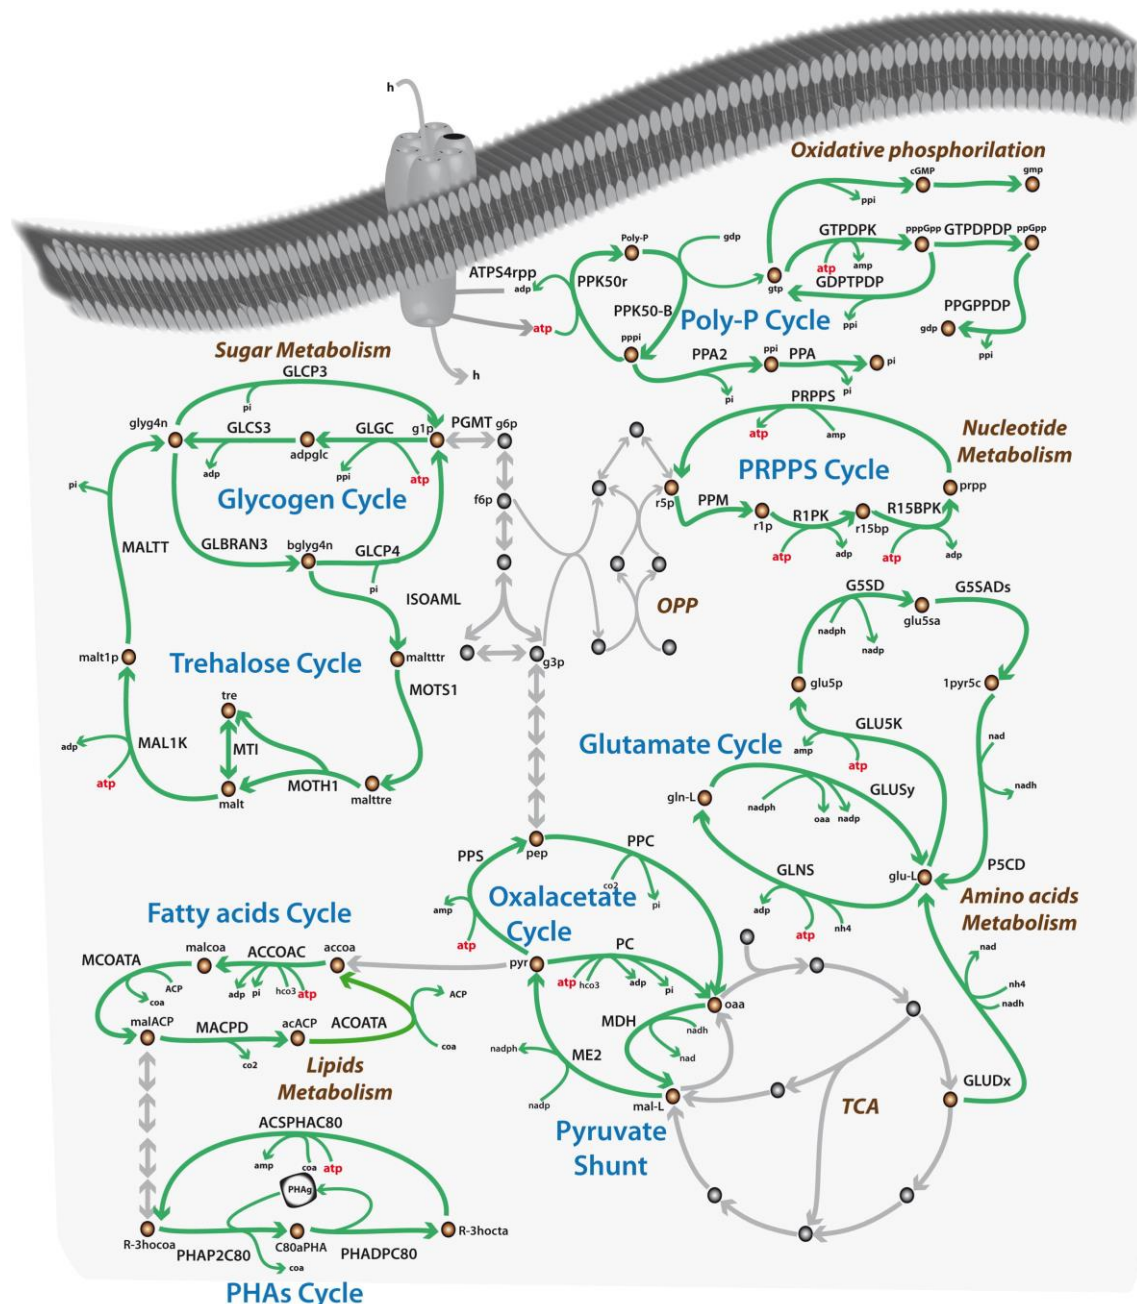 h
Oxidative phosphorilation
cGMP
gmp
ppi
Poly-P
gdp
GTPDPK
pppGpp
GTPDPDP
ppGpp
ATPS4rpp
adp
PPK50r
gtp
atp
amp
GDPTPDP
PPK50-B
Poly-P Cycle
ppi
PPGPPDP
gdp
ppi
atp
pppi
PPA2
ppi
PPA
pi
pi
pi
h
Sugar Metabolism
GLCP3
pi
glyg4n
GLCS3
GLGC
g1p
PGMT
g6p
adpglc
adp
ppi
atp
Glycogen Cycle
PRPPS
atp
amp
Nucleotide
Metabolism
PRPPS Cycle
pi
f6p
r5p
PPM
r1p
R1PK
r15bp
R15BPK
prpp
atp
adp
atp
adp
MALTT
GLBRAN3
bglyg4n
GLCP4
pi
ISOAML
OPP
G5SD
G5SADs
nadph
nadp
glu5sa
malt1p
Trehalose Cycle
maltttr
g3p
glu5p
1pyr5c
tre
MOTS1
GLU5K
amp
atp
nad
Glutamate Cycle
adp
MAL1K
MTI
atp
malt
MOTH1
malttre
gln-L
nadph
oaa
nadp
GLUSy
nadh
pep
PPS
PPC
co2
pi
GLNS
glu-L
P5CD
adp
atp
nh4
Amino acids
Metabolism
Fatty acids Cycle
amp
atp
Oxalacetate
Cycle
MCOATA
malcoa
ACCOAC
accoa
pyr
PC
nad
adp
pi
hco3
atp
atp
hco3
adp
pi
nh4
nadh
coa
ACP
ACP
malACP
MACPD
acACP
ACOATA
co2
coa
oaa
MDH
nadh
nad
nadph
ME2
nadp
Lipids
Metabolism
mal-L
TCA
GLUDx
Pyruvate
Shunt
ACSPHAC80
amp
coa
atp
PHAg
R-3hocoa
PHAP2C80
C80aPHA
PHADPC80
R-3hocta
coa
PHAs Cycle